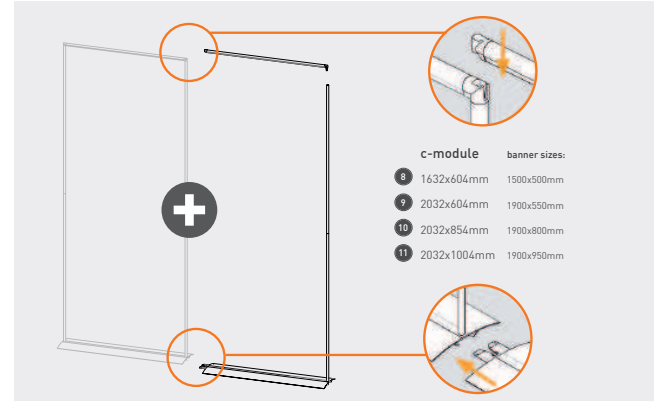 c-module banner sizes:
8 1632x604mm 1500x500mm
9 2032x604mm 1900x550mm
10 2032x854mm 1900x800mm
11 2032x1004mm 1900x950mm